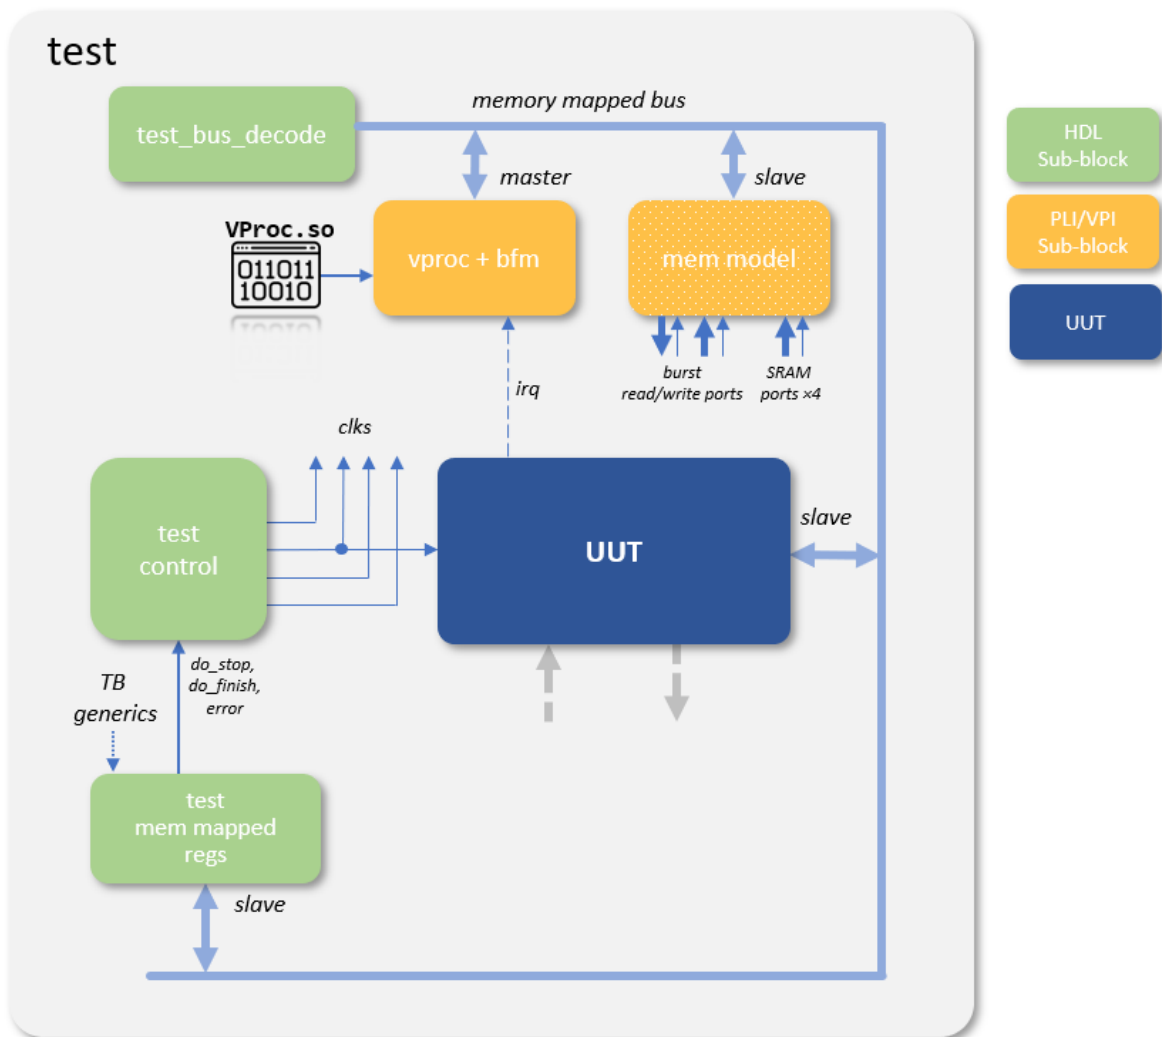 test
test_bus_decode
memory mapped bus
master
slave
VProc.so
011011
10010
vproc + bfm
mem model
burst
read/write ports
SRAM
ports ×4
irq
clks
test
control
UUT
slave
do_stop,
do_finish,
error
TB
generics
test
mem mapped
regs
slave
HDL
Sub-block
PLI/VPI
Sub-block
UUT